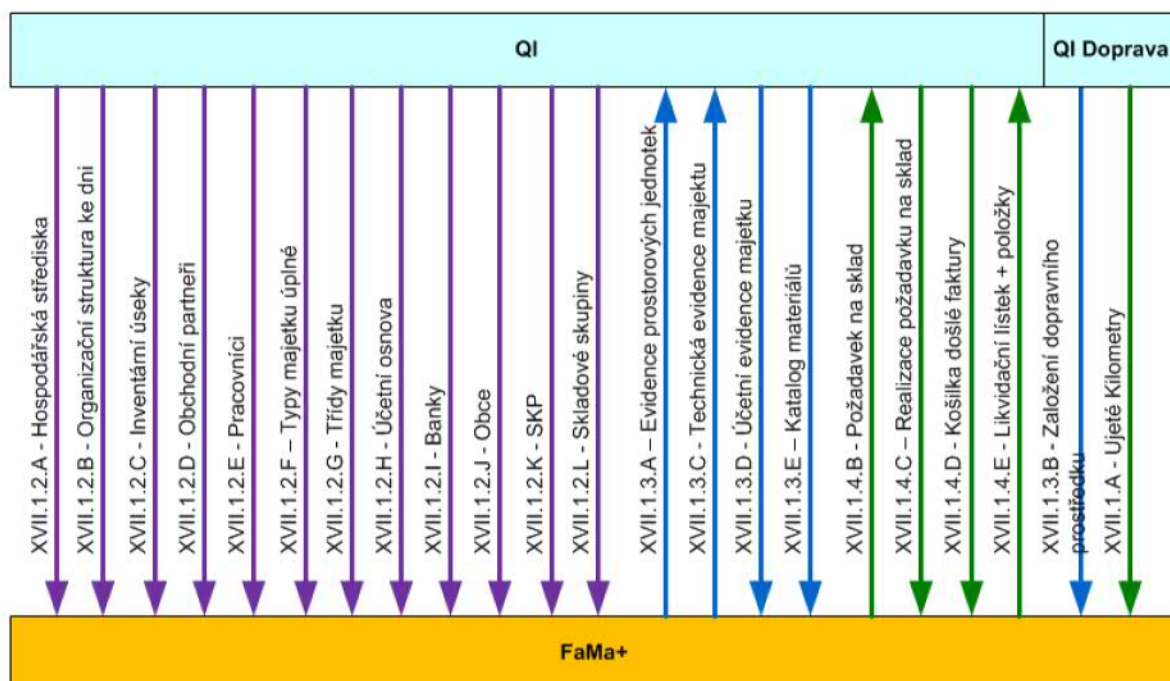 QI
QI Doprava
XVII.1.2.A - Hospodářská střediska
XVII.1.2.B - Organizační struktura ke dni
XVII.1.2.C - Inventární úseky
XVII.1.2.D - Obchodní partneři
XVII.1.2.E - Pracovníci
XVII.1.2.F – Typy majetku úplné
XVII.1.2.G - Třídy majetku
XVII.1.2.H - Účetní osnova
XVII.1.2.I - Banky
XVII.1.2.J - Obce
XVII.1.2.K - SKP
XVII.1.2.L - Skladové skupiny
XVII.1.3.A – Evidence prostorových jednotek
XVII.1.3.C - Technická evidence majektu
XVII.1.3.D - Účetní evidence majetku
XVII.1.3.E – Katalog materiálů
XVII.1.4.B - Požadavek na sklad
XVII.1.4.C – Realizace požadavku na sklad
XVII.1.4.D - Košilka došlé faktury
XVII.1.4.E - Likvidační lístek + položky
XVII.1.3.B - Založení dopravního
prostředku
XVII.1.A - Ujeté Kilometry
FaMa+